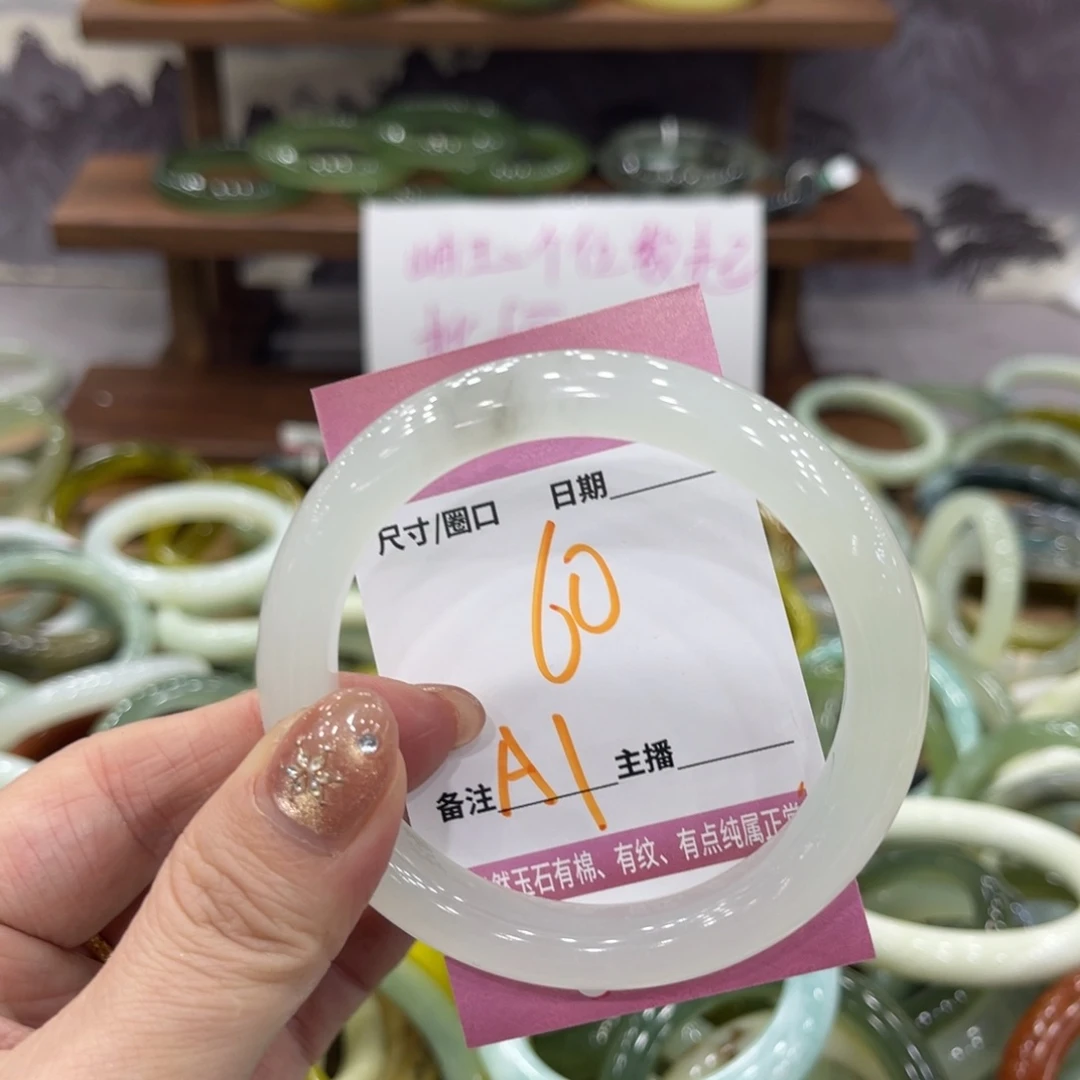 尺寸/圈口 日期
60
备注 A1 主播
然玉石有棉、有纹、有点纯属正常